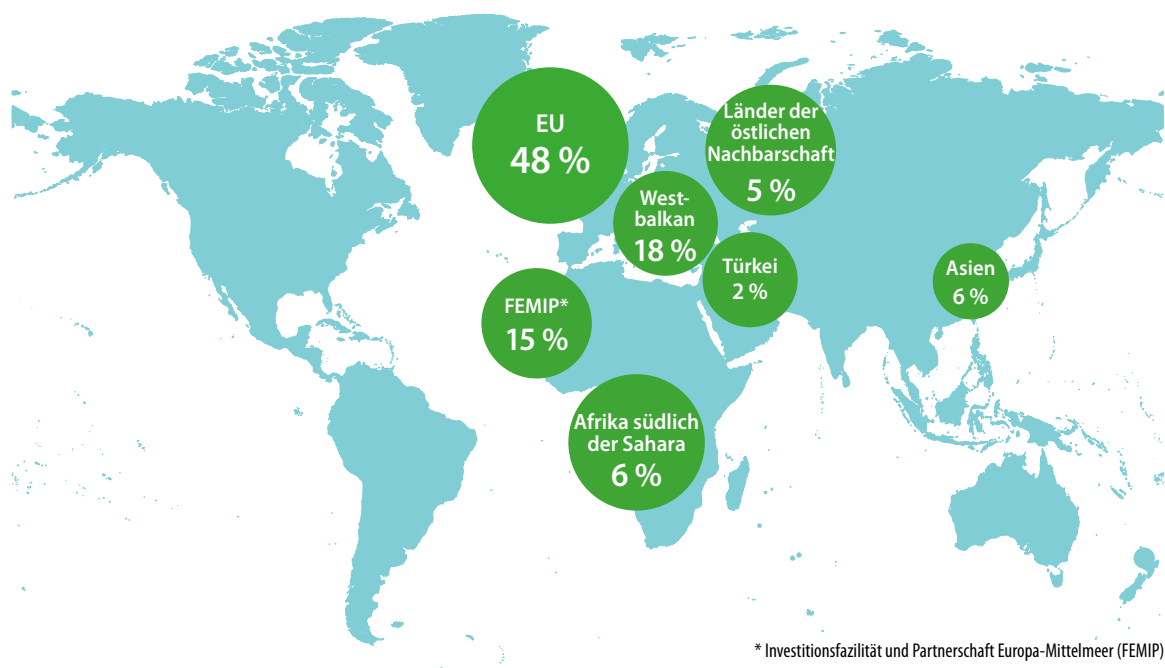 EU
48 %
Länder der
östlichen
Nachbarschaft
5 %
West-
balkan
18 %
Türkei
2 %
Asien
6 %
FEMIP*
15 %
Afrika südlich
der Sahara
6 %
* Investitionsfazilität und Partnerschaft Europa-Mittelmeer (FEMIP)